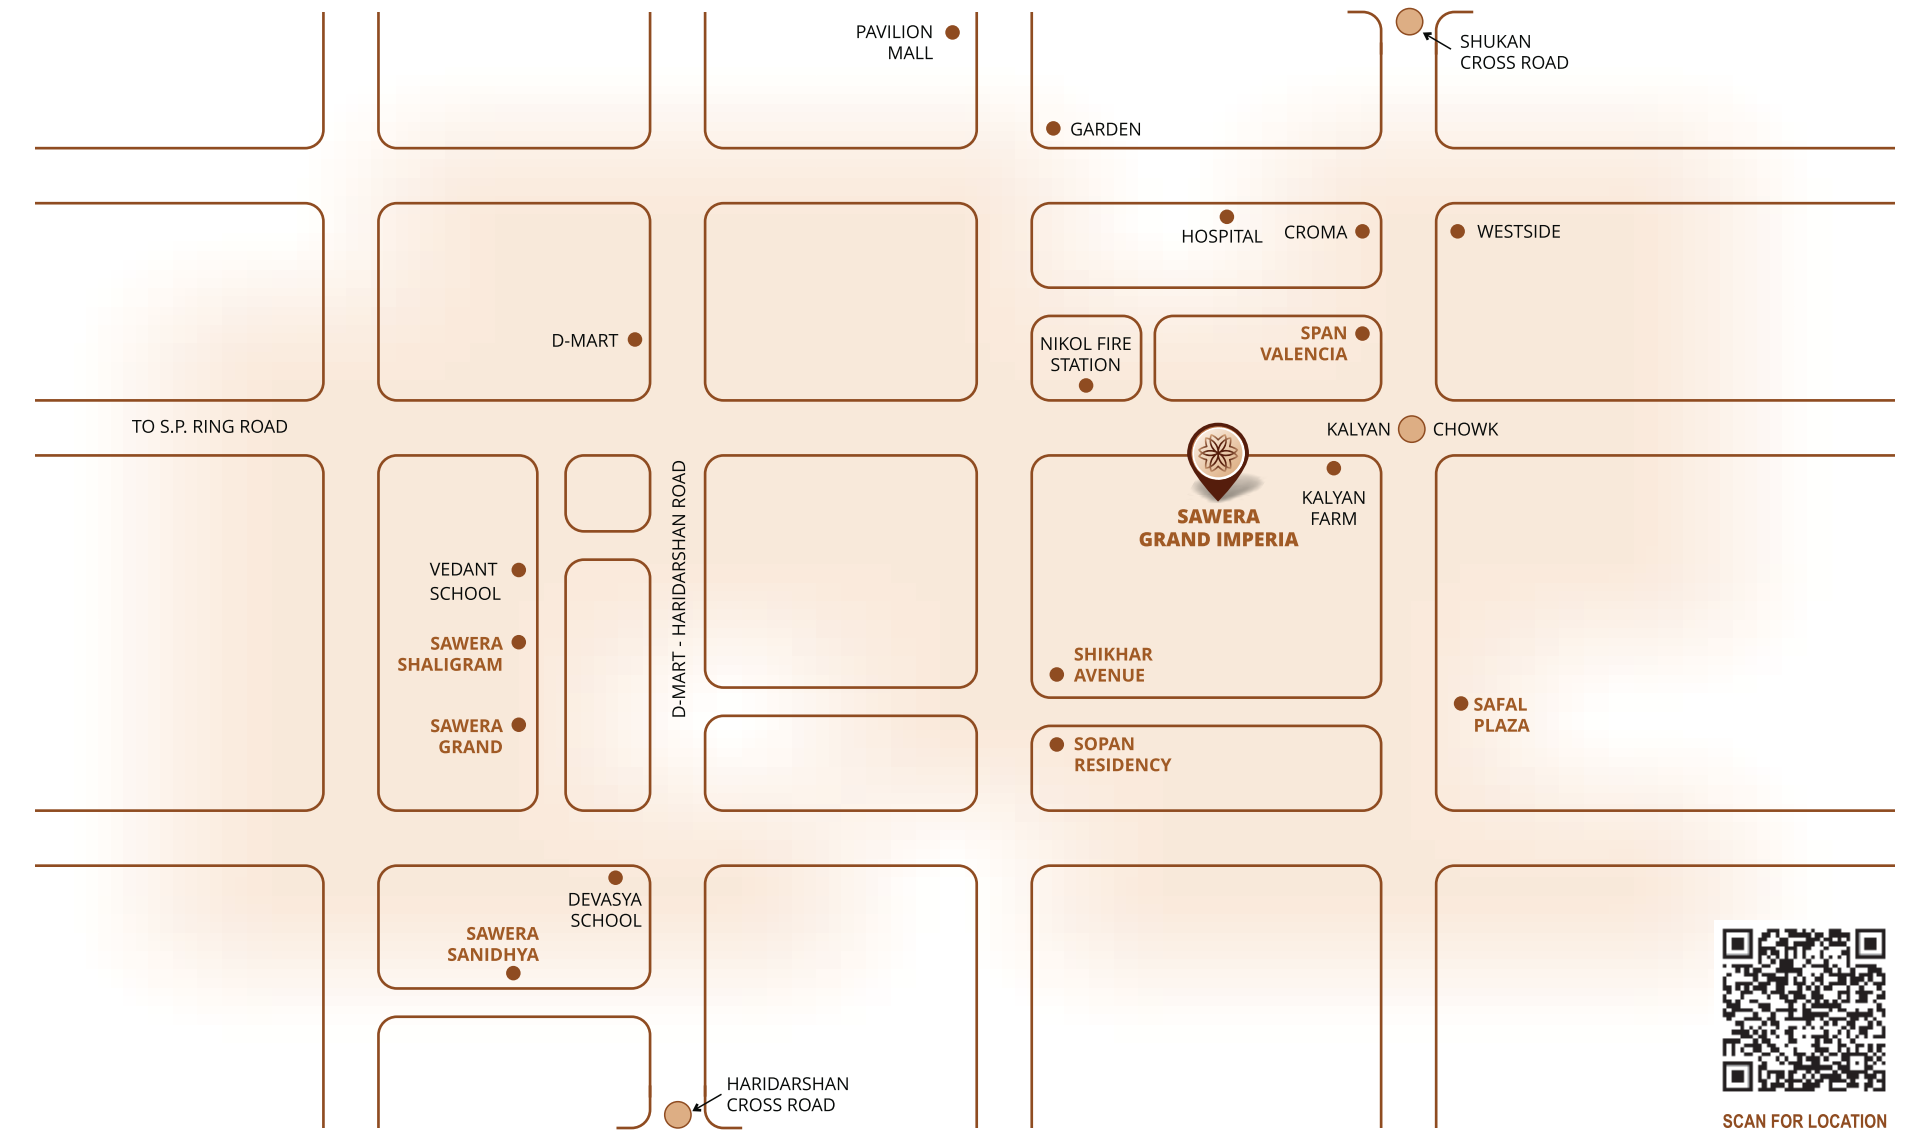 PAVILION
MALL
SHUKAN
CROSS ROAD
GARDEN
HOSPITAL
CROMA
WESTSIDE
D-MART
NIKOL FIRE
STATION
SPAN
VALENCIA
TO S.P. RING ROAD
KALYAN CHOWK
D-MART - HARIDARSHAN ROAD
KALYAN
FARM
SAWERA
GRAND IMPERIA
VEDANT
SCHOOL
SAWERA
SHALIGRAM
SHIKHAR
AVENUE
SAWERA
GRAND
SAFAL
PLAZA
SOPAN
RESIDENCY
DEVASYA
SCHOOL
SAWERA
SANIDHYA
HARIDARSHAN
CROSS ROAD
SCAN FOR LOCATION